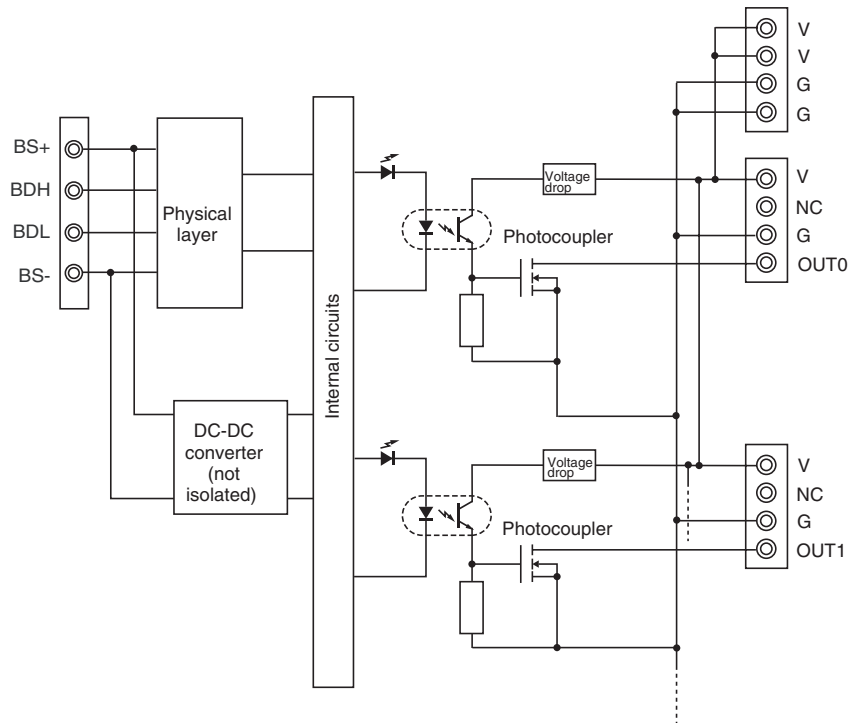 V
V
G
G
BS+
BDH
BDL
BS-
Physical
layer
DC-DC
converter
(not
isolated)
Internal circuits
Voltage
drop
Photocoupler
V
NC
G
OUT0
Voltage
drop
Photocoupler
V
NC
G
OUT1